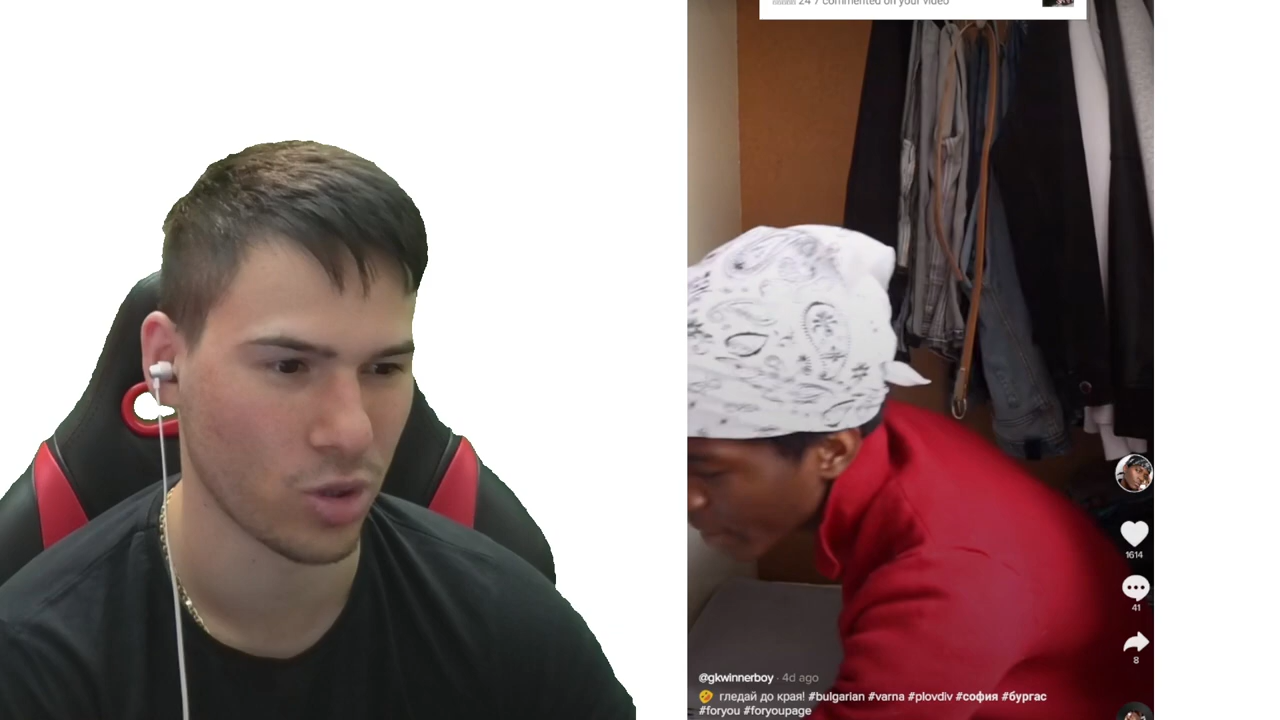 24 7 commented on your video
1614
41
8
@gkwinnerboy · 4d ago
🤣 гледай до края! #bulgarian #varna #plovdiv #софия #бургас
#foryou #foryoupage